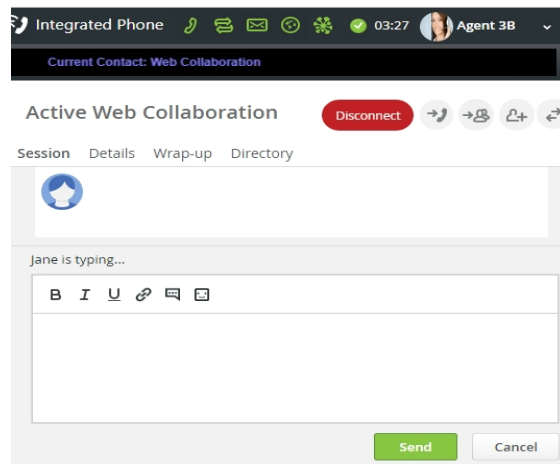 Integrated Phone 03:27 Agent 3B
Current Contact: Web Collaboration
Active Web Collaboration Disconnect
Session Details Wrap-up Directory
Jane is typing...
B I U
Send Cancel